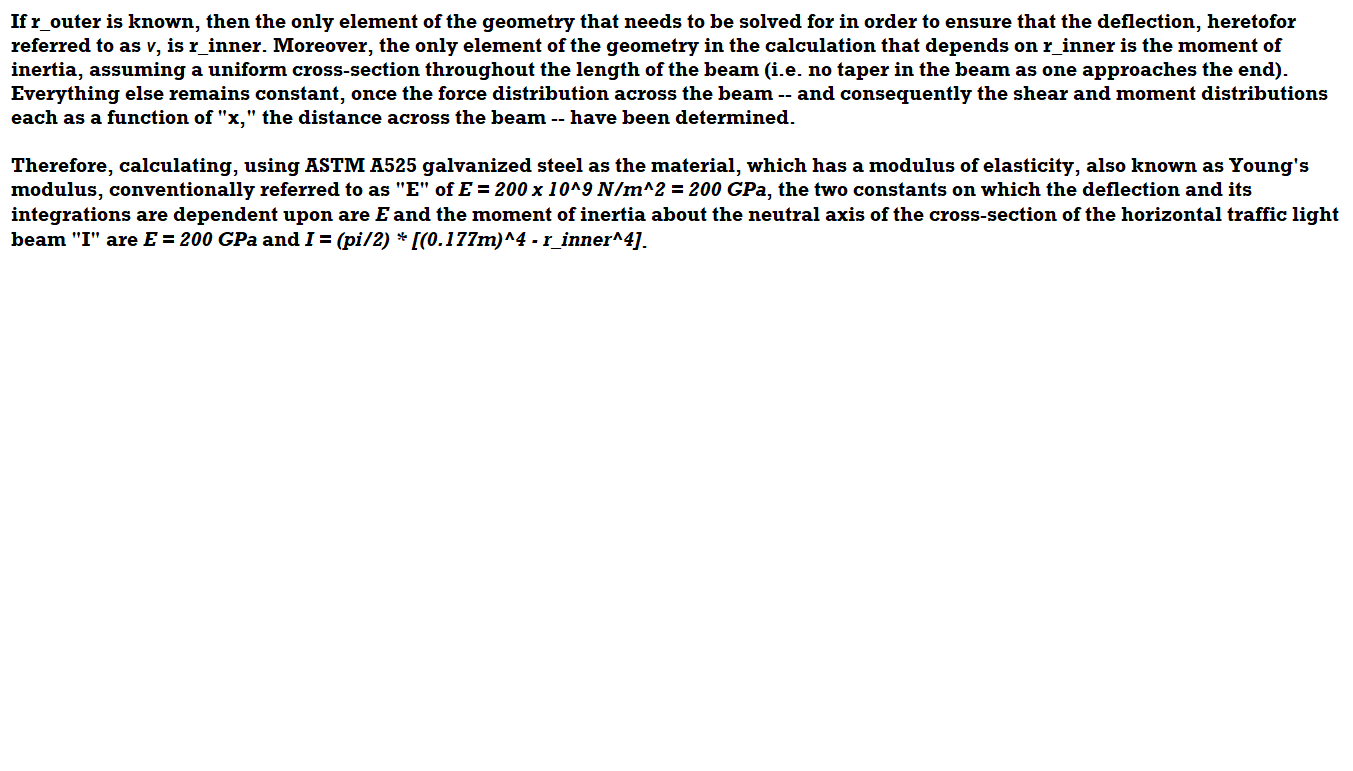 If r_outer is known, then the only element of the geometry that needs to be solved for in order to ensure that the deflection, heretofor
referred to as v, is r_inner. Moreover, the only element of the geometry in the calculation that depends on r_inner is the moment of
inertia, assuming a uniform cross-section throughout the length of the beam (i.e. no taper in the beam as one approaches the end).
Everything else remains constant, once the force distribution across the beam -- and consequently the shear and moment distributions
each as a function of "x," the distance across the beam -- have been determined.
Therefore, calculating, using ASTM A525 galvanized steel as the material, which has a modulus of elasticity, also known as Young's
modulus, conventionally referred to as "E" of E = 200 x 10^9 N/m^2 = 200 GPa, the two constants on which the deflection and its
integrations are dependent upon are E and the moment of inertia about the neutral axis of the cross-section of the horizontal traffic light
beam "I" are E = 200 GPa and I = (pi/2) * [(0.177m)^4 - r_inner^4].